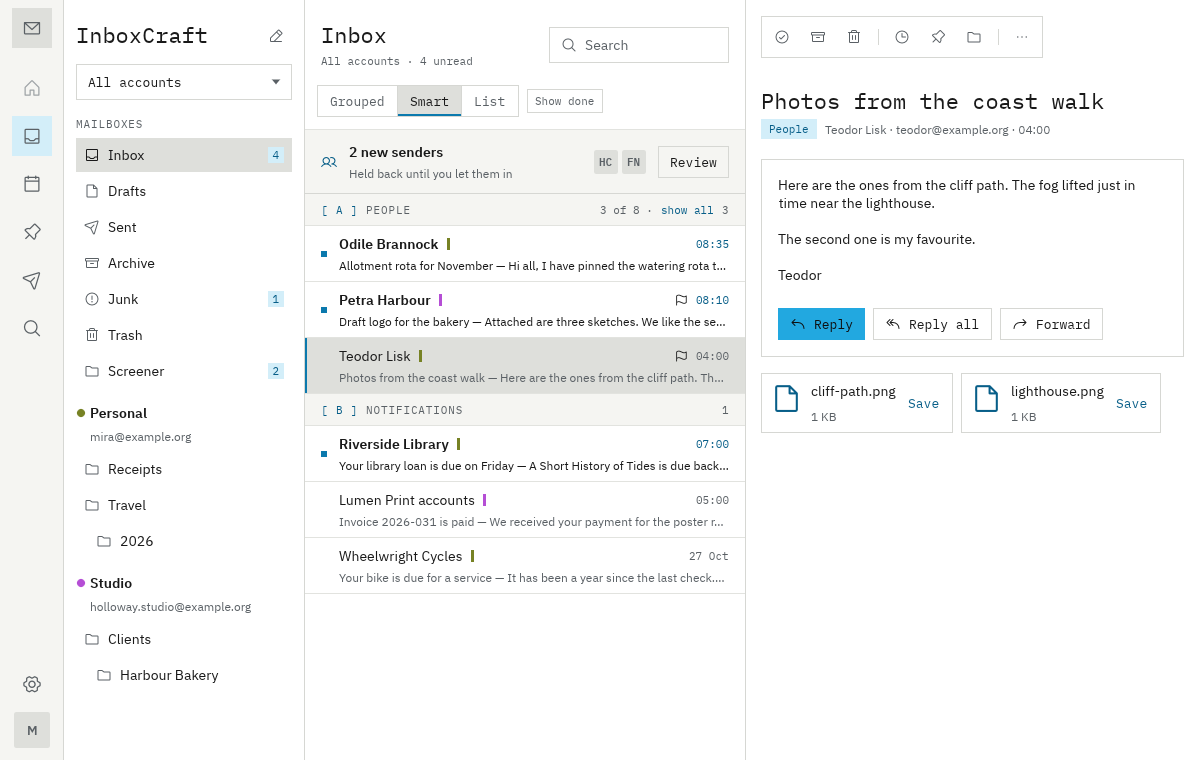 InboxCraft
All accounts
MAILBOXES
Inbox 4
Drafts
Sent
Archive
Junk 1
Trash
Screener 2
Personal
mira@example.org
Receipts
Travel
2026
Studio
holloway.studio@example.org
Clients
Harbour Bakery
M
Inbox
All accounts · 4 unread
Search
Grouped Smart List Show done
2 new senders
Held back until you let them in
HC FN Review
[ A ] PEOPLE 3 of 8 · show all 3
Odile Brannock 08:35
Allotment rota for November — Hi all, I have pinned the watering rota t...
Petra Harbour 08:10
Draft logo for the bakery — Attached are three sketches. We like the se...
Teodor Lisk 04:00
Photos from the coast walk — Here are the ones from the cliff path. Th...
[ B ] NOTIFICATIONS 1
Riverside Library 07:00
Your library loan is due on Friday — A Short History of Tides is due back...
Lumen Print accounts 05:00
Invoice 2026-031 is paid — We received your payment for the poster r...
Wheelwright Cycles 27 Oct
Your bike is due for a service — It has been a year since the last check....
Photos from the coast walk
People Teodor Lisk · teodor@example.org · 04:00
Here are the ones from the cliff path. The fog lifted just in
time near the lighthouse.
The second one is my favourite.
Teodor
Reply Reply all Forward
cliff-path.png
1 KB
Save
lighthouse.png
1 KB
Save